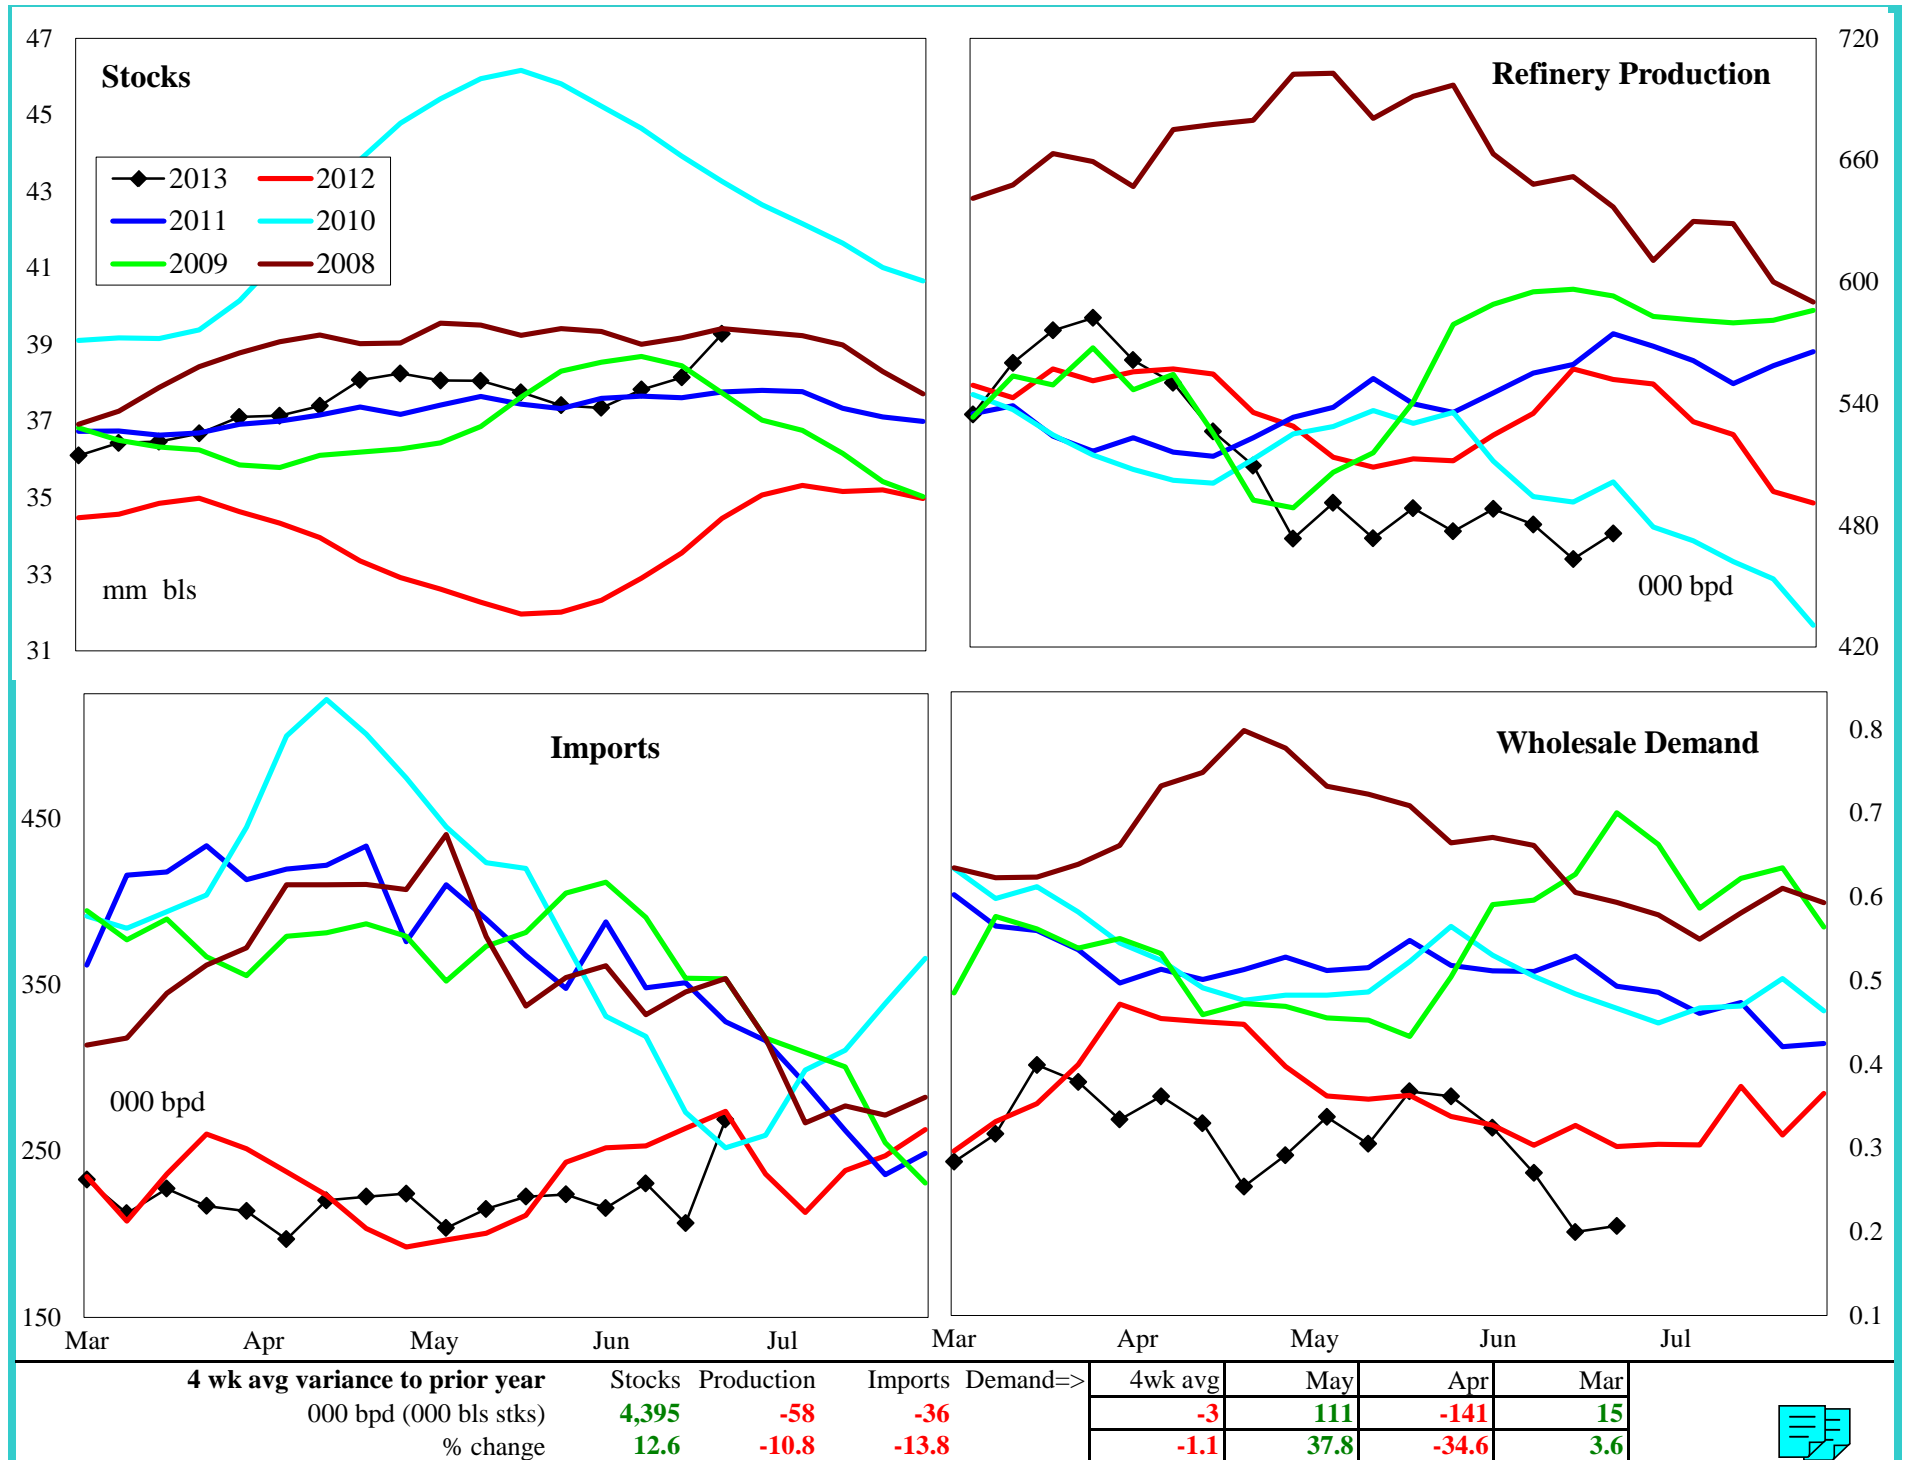 Stocks
47
45
43
41
39
37
35
33
31
2013 2012
2011 2010
2009 2008
mm bls
Refinery Production
720
660
600
540
480
420
000 bpd
Imports
450
350
250
150
000 bpd
Mar Apr May Jun Jul
Wholesale Demand
0.8
0.7
0.6
0.5
0.4
0.3
0.2
0.1
Mar Apr May Jun Jul
4 wk avg variance to prior year Stocks Production Imports Demand=> 4wk avg May Apr Mar
000 bpd (000 bls stks) 4,395 -58 -36 -3 111 -141 15
% change 12.6 -10.8 -13.8 -1.1 37.8 -34.6 3.6